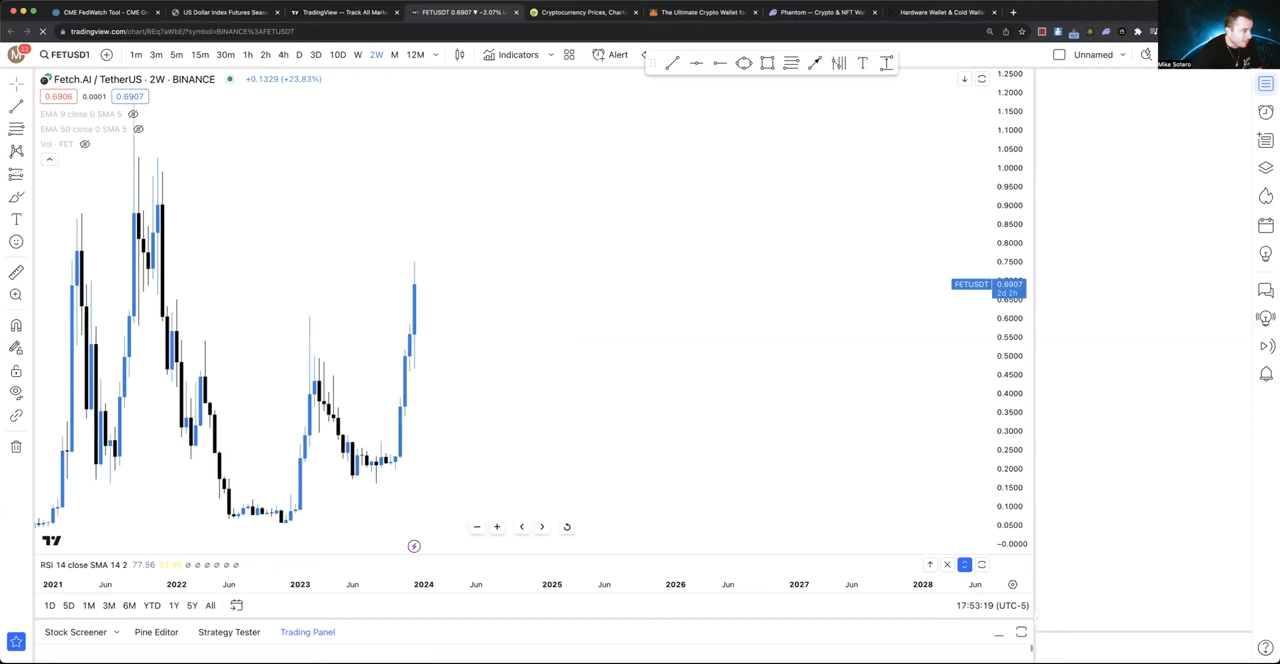 CME FedWatch Tool - CME G
US Dollar Index Futures Seas
TradingView — Track All Mark
FETUSDT 0.6907 ▼ −2.07%
Cryptocurrency Prices, Chart
The Ultimate Crypto Wallet fo
Phantom — Crypto & NFT Wal
Hardware Wallet & Cold Wal
tradingview.com/chart/REq7aWbE/?symbol=BINANCE%3AFETUSDT
M 22 FETUSDT 1m 3m 5m 15m 30m 1h 2h 4h D 3D 10D W 2W M 12M Indicators Alert Unnamed
Mike Sotero
Fetch.AI / TetherUS · 2W · BINANCE +0.1329 (+23.83%)
0.6906 0.0001 0.6907
EMA 9 close 0 SMA 5
EMA 50 close 0 SMA 5
Vol · FET
1.2500
1.2000
1.1500
1.1000
1.0500
1.0000
0.9500
0.9000
0.8500
0.8000
0.7500
FETUSDT 0.6907
2d 2h
0.6500
0.6000
0.5500
0.5000
0.4500
0.4000
0.3500
0.3000
0.2500
0.2000
0.1500
0.1000
0.0500
−0.0000
RSI 14 close SMA 14 2 77.56 ∅ ∅ ∅ ∅ ∅ ∅
2021 Jun 2022 Jun 2023 Jun 2024 2025 Jun 2026 Jun 2027 Jun 2028 Jun
1D 5D 1M 3M 6M YTD 1Y 5Y All
17:53:19 (UTC-5)
Stock Screener Pine Editor Strategy Tester Trading Panel